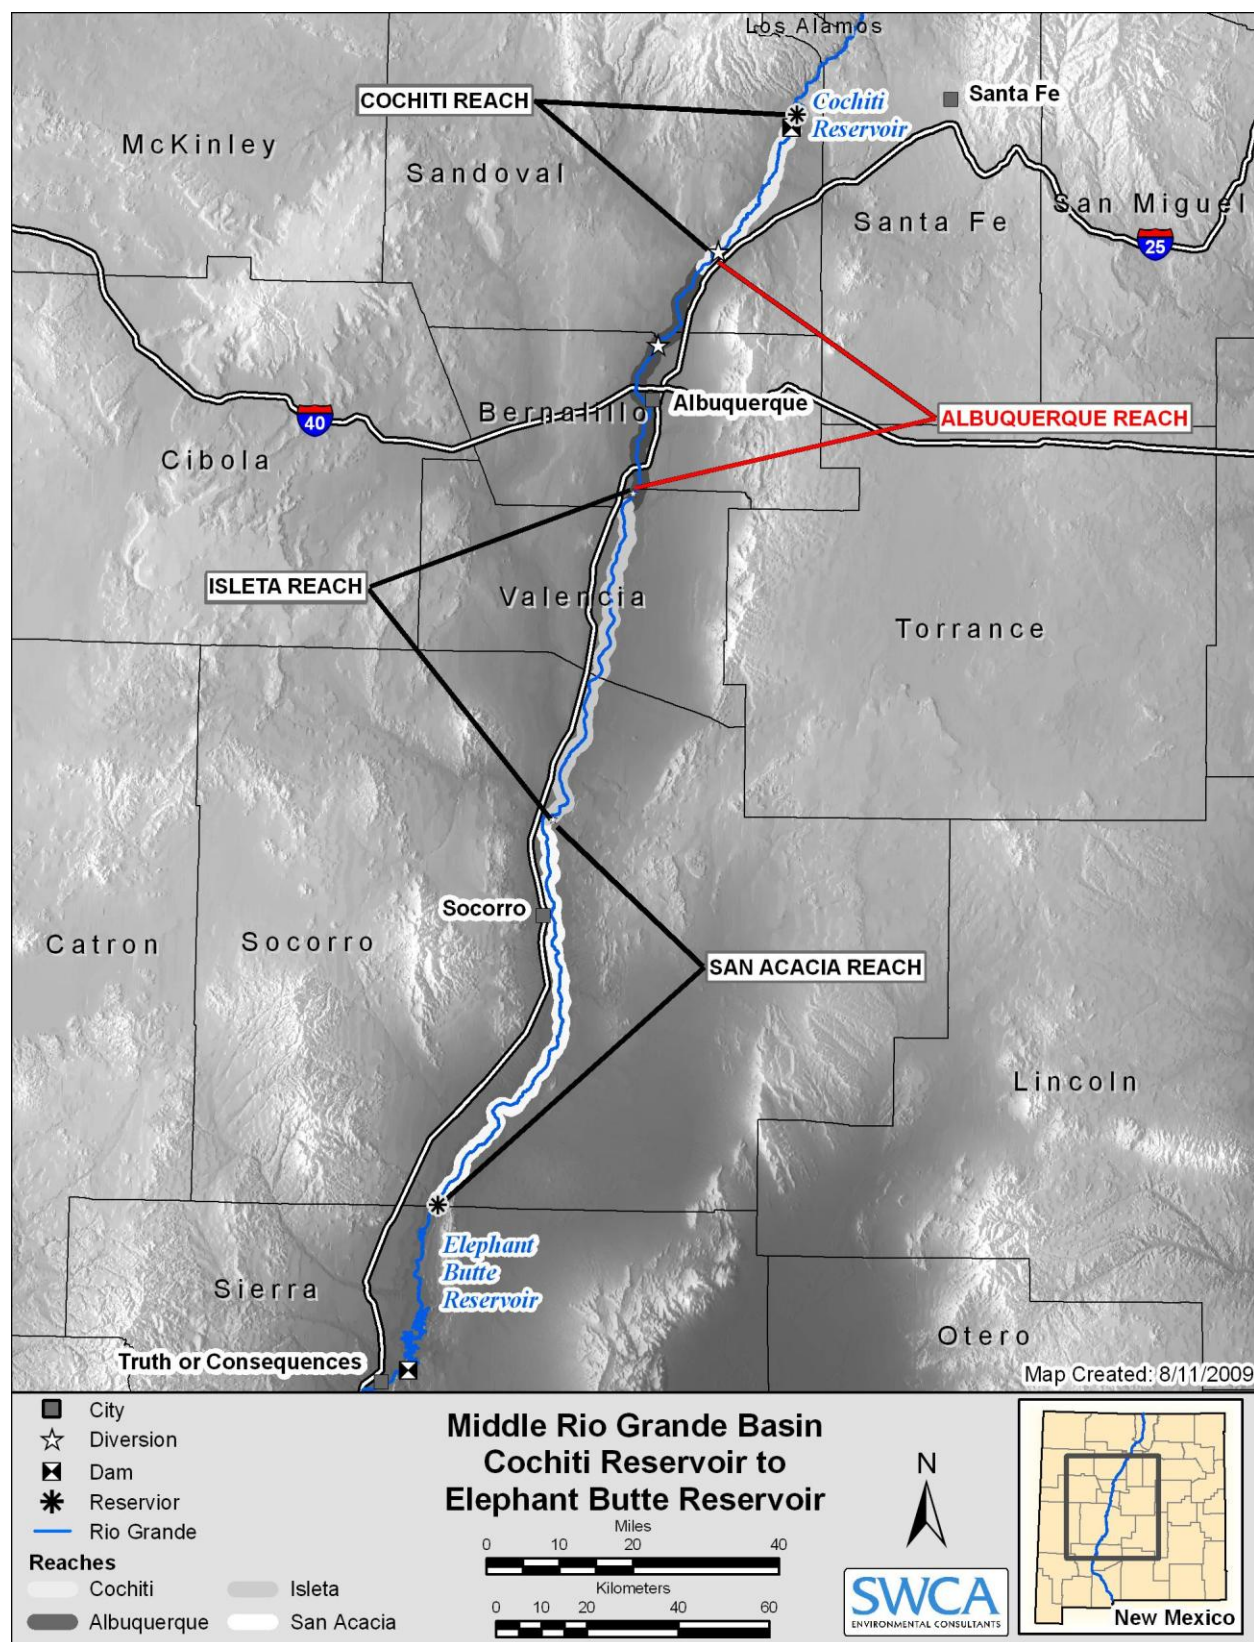 Los Alamos
COCHITI REACH
Santa Fe
Cochiti
Reservoir
McKinley
Sandoval
San Miguel
Santa Fe
25
Albuquerque
Bernalillo
ALBUQUERQUE REACH
40
Cibola
ISLETA REACH
Valencia
Torrance
Socorro
Catron
Socorro
SAN ACACIA REACH
Lincoln
Elephant
Butte
Reservoir
Sierra
Otero
Truth or Consequences
Map Created: 8/11/2009
City
Diversion
Dam
Reservior
Rio Grande
Reaches
Cochiti
Isleta
Albuquerque
San Acacia
Middle Rio Grande Basin
Cochiti Reservoir to
Elephant Butte Reservoir
Miles
0 10 20 40
Kilometers
0 10 20 40 60
N
SWCA
ENVIRONMENTAL CONSULTANTS
New Mexico